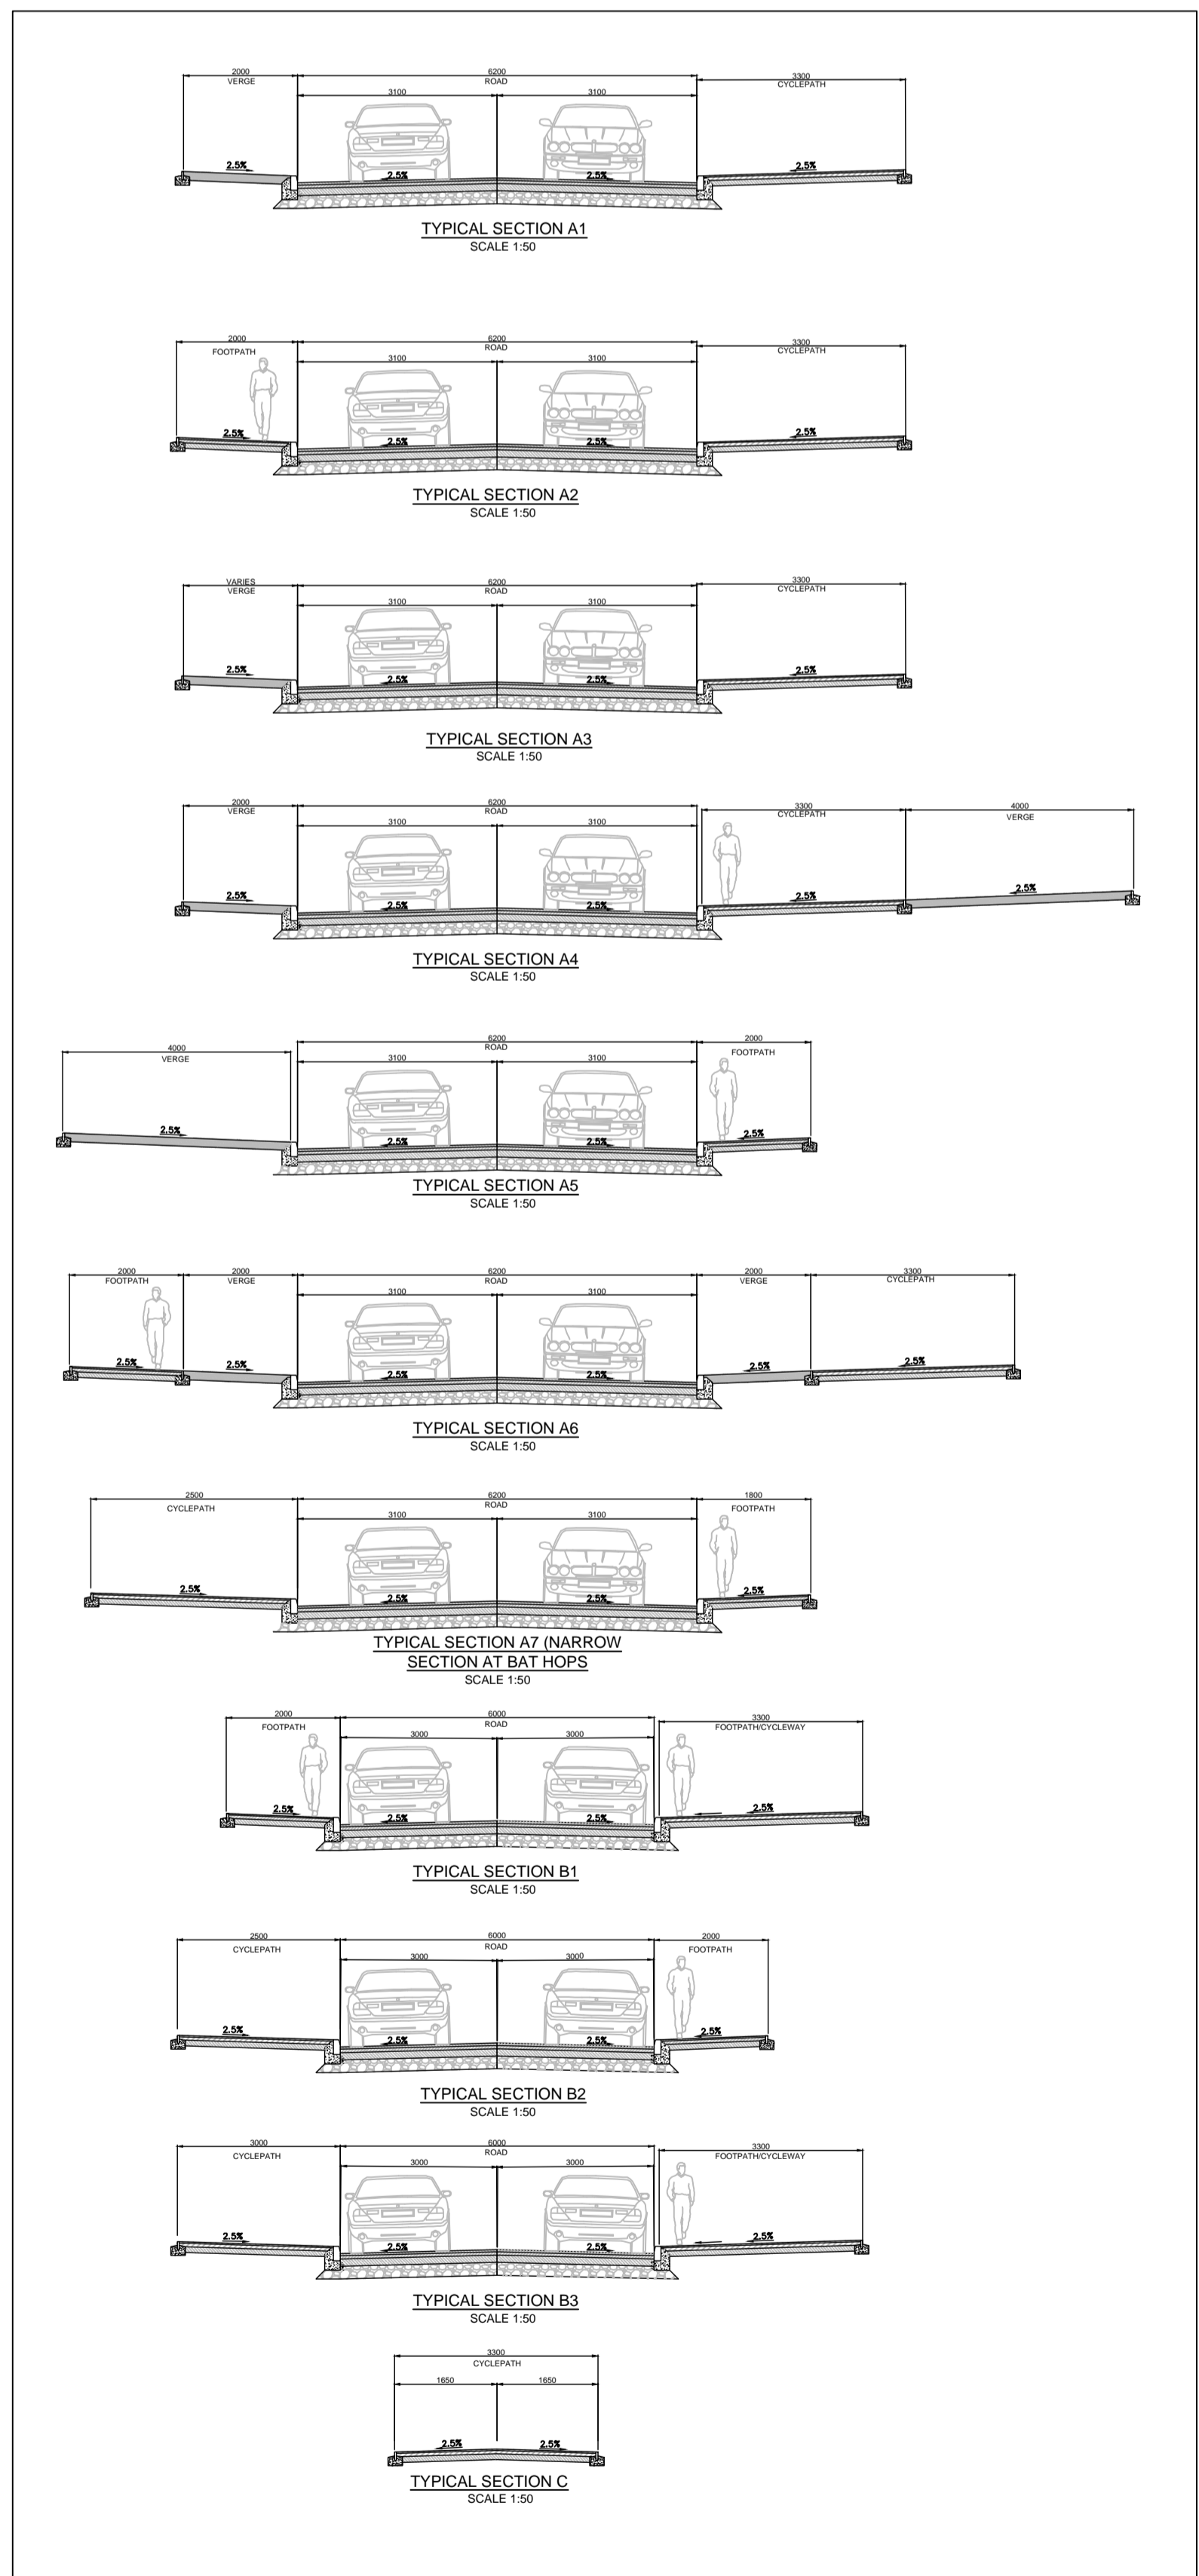 2000 6200 3300
VERGE ROAD CYCLEPATH
3100 3100
2.5% 2.5% 2.5% 2.5%
TYPICAL SECTION A1
SCALE 1:50
2000 6200 3300
FOOTPATH ROAD CYCLEPATH
3100 3100
2.5% 2.5% 2.5% 2.5%
TYPICAL SECTION A2
SCALE 1:50
VARIES 6200 3300
VERGE ROAD CYCLEPATH
3100 3100
2.5% 2.5% 2.5% 2.5%
TYPICAL SECTION A3
SCALE 1:50
2000 6200 3300 4000
VERGE ROAD CYCLEPATH VERGE
3100 3100
2.5% 2.5% 2.5% 2.5% 2.5%
TYPICAL SECTION A4
SCALE 1:50
4000 6200 2000
VERGE ROAD FOOTPATH
3100 3100
2.5% 2.5% 2.5% 2.5%
TYPICAL SECTION A5
SCALE 1:50
2000 2000 6200 2000 3300
FOOTPATH VERGE ROAD VERGE CYCLEPATH
3100 3100
2.5% 2.5% 2.5% 2.5% 2.5% 2.5%
TYPICAL SECTION A6
SCALE 1:50
2500 6200 1800
CYCLEPATH ROAD FOOTPATH
3100 3100
2.5% 2.5% 2.5% 2.5%
TYPICAL SECTION A7 (NARROW
SECTION AT BAT HOPS
SCALE 1:50
2000 6000 3300
FOOTPATH ROAD FOOTPATH/CYCLEWAY
3000 3000
2.5% 2.5% 2.5% 2.5%
TYPICAL SECTION B1
SCALE 1:50
2500 6000 2000
CYCLEPATH ROAD FOOTPATH
3000 3000
2.5% 2.5% 2.5% 2.5%
TYPICAL SECTION B2
SCALE 1:50
3000 6000 3300
CYCLEPATH ROAD FOOTPATH/CYCLEWAY
3000 3000
2.5% 2.5% 2.5% 2.5%
TYPICAL SECTION B3
SCALE 1:50
3300
CYCLEPATH
1650 1650
2.5% 2.5%
TYPICAL SECTION C
SCALE 1:50